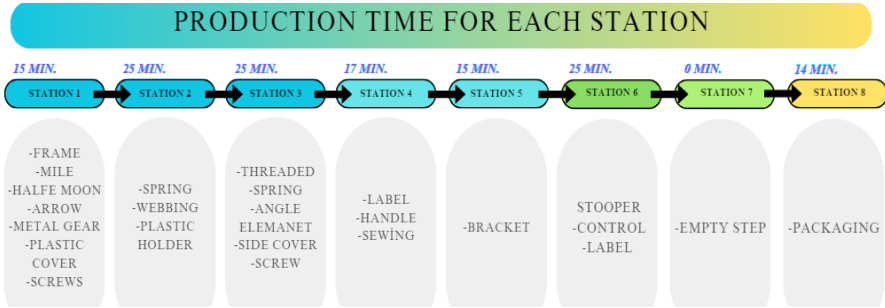 PRODUCTION TIME FOR EACH STATION
15 MIN.
25 MIN.
25 MIN.
17 MIN.
15 MIN.
25 MIN.
0 MIN.
14 MIN.
STATION 1
STATION 2
STATION 3
STATION 4
STATION 5
STATION 6
STATION 7
STATION 8
-FRAME
-MILE
-HALFE MOON
-ARROW
-METAL GEAR
-PLASTIC
COVER
-SCREWS
-SPRING
-WEBBING
-PLASTIC
HOLDER
-THREADED
-SPRING
-ANGLE
ELEMANET
-SIDE COVER
-SCREW
-LABEL
-HANDLE
-SEWİNG
-BRACKET
STOOPER
-CONTROL
-LABEL
-EMPTY STEP
-PACKAGING